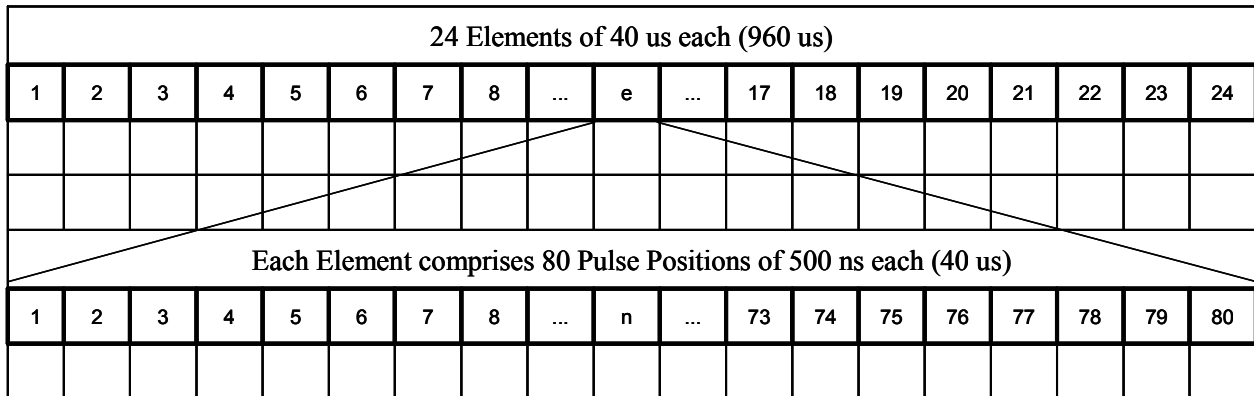 24 Elements of 40 us each (960 us)
1 2 3 4 5 6 7 8 ... e ... 17 18 19 20 21 22 23 24
Each Element comprises 80 Pulse Positions of 500 ns each (40 us)
1 2 3 4 5 6 7 8 ... n ... 73 74 75 76 77 78 79 80